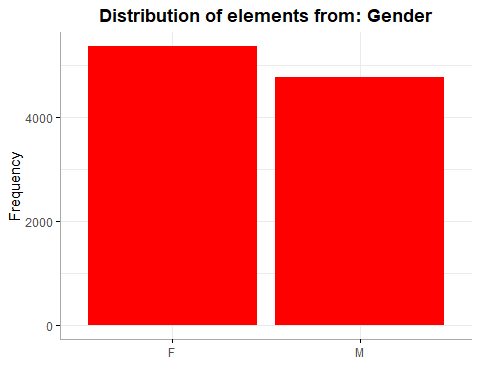 Distribution of elements from: Gender
Frequency
4000
2000
0
F
M